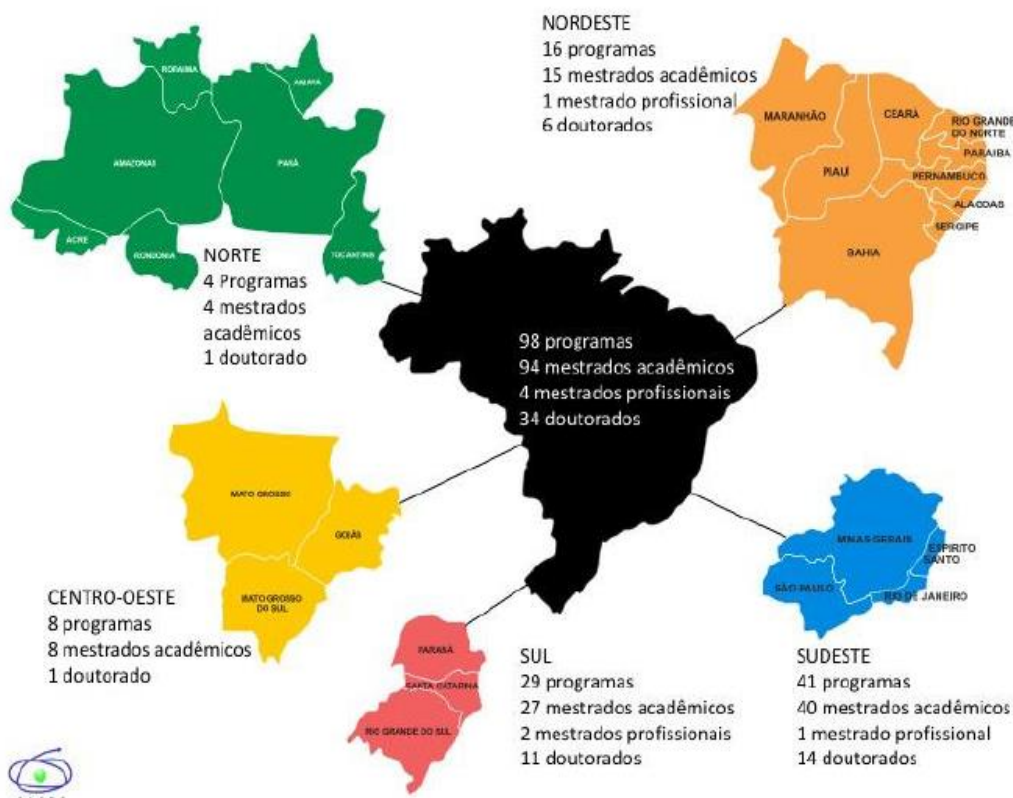 NORDESTE
16 programas
15 mestrados acadêmicos
1 mestrado profissional
6 doutorados
MARANHÃO
CEARÁ
RIO GRANDE
DO NORTE
PARAIBA
PIAUÍ
PERNAMBUCO
ALAGOAS
SERGIPE
BAHIA
RORAIMA
AMAPÁ
AMAZONAS
PARÁ
ACRE
RONDÔNIA
TOCANTINS
NORTE
4 Programas
4 mestrados
acadêmicos
1 doutorado
98 programas
94 mestrados acadêmicos
4 mestrados profissionais
34 doutorados
MATO GROSSO
GOIÁS
MATO GROSSO
DO SUL
CENTRO-OESTE
8 programas
8 mestrados acadêmicos
1 doutorado
PARANÁ
SANTA CATARINA
RIO GRANDE DO SUL
SUL
29 programas
27 mestrados acadêmicos
2 mestrados profissionais
11 doutorados
MINAS GERAIS
ESPIRITO
SANTO
SÃO PAULO
RIO DE JANEIRO
SUDESTE
41 programas
40 mestrados acadêmicos
1 mestrado profissional
14 doutorados